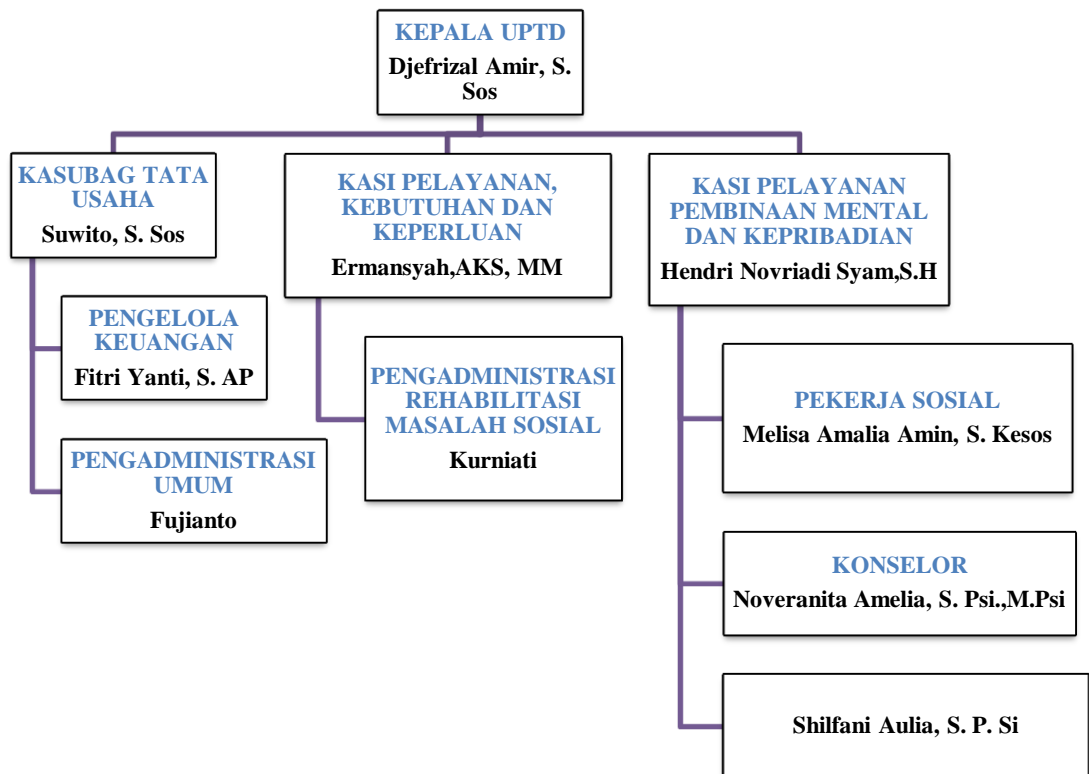 KEPALA UPTD
Djefrizal Amir, S.
Sos
KASUBAG TATA
USAHA
Suwito, S. Sos
PENGELOLA
KEUANGAN
Fitri Yanti, S. AP
PENGADMINISTRASI
UMUM
Fujianto
KASI PELAYANAN,
KEBUTUHAN DAN
KEPERLUAN
Ermansyah,AKS, MM
PENGADMINISTRASI
REHABILITASI
MASALAH SOSIAL
Kurniati
KASI PELAYANAN
PEMBINAAN MENTAL
DAN KEPRIBADIAN
Hendri Novriadi Syam,S.H
PEKERJA SOSIAL
Melisa Amalia Amin, S. Kesos
KONSELOR
Noveranita Amelia, S. Psi.,M.Psi
Shilfani Aulia, S. P. Si